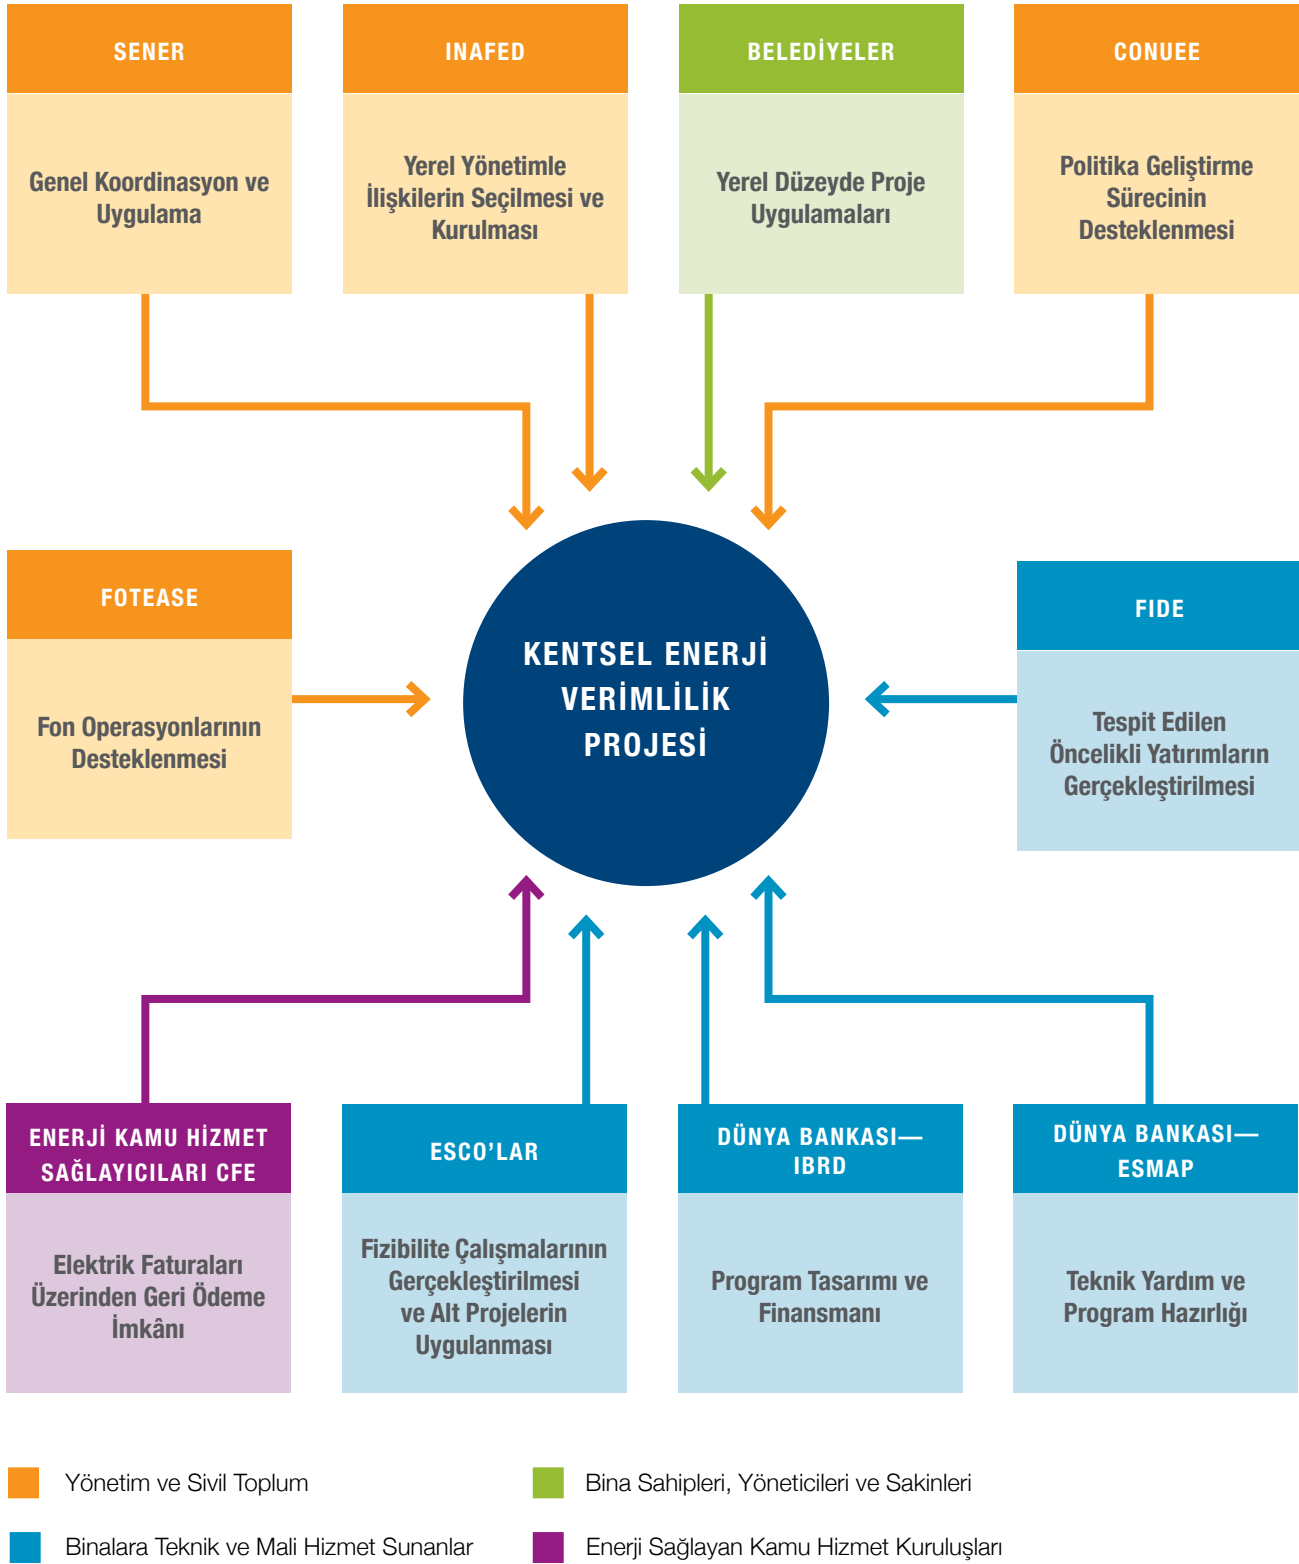 SENER
Genel Koordinasyon ve
Uygulama
INAFED
Yerel Yönetimle
İlişkilerin Seçilmesi ve
Kurulması
BELEDİYELER
Yerel Düzeyde Proje
Uygulamaları
CONUEE
Politika Geliştirme
Sürecinin
Desteklenmesi
FOTEASE
Fon Operasyonlarının
Desteklenmesi
KENTSEL ENERJİ
VERİMLİLİK
PROJESİ
FIDE
Tespit Edilen
Öncelikli Yatırımların
Gerçekleştirilmesi
ENERJİ KAMU HİZMET
SAĞLAYICILARI CFE
Elektrik Faturaları
Üzerinden Geri Ödeme
İmkânı
ESCO’LAR
Fizibilite Çalışmalarının
Gerçekleştirilmesi
ve Alt Projelerin
Uygulanması
DÜNYA BANKASI—
IBRD
Program Tasarımı ve
Finansmanı
DÜNYA BANKASI—
ESMAP
Teknik Yardım ve
Program Hazırlığı
Yönetim ve Sivil Toplum
Bina Sahipleri, Yöneticileri ve Sakinleri
Binalara Teknik ve Mali Hizmet Sunanlar
Enerji Sağlayan Kamu Hizmet Kuruluşları